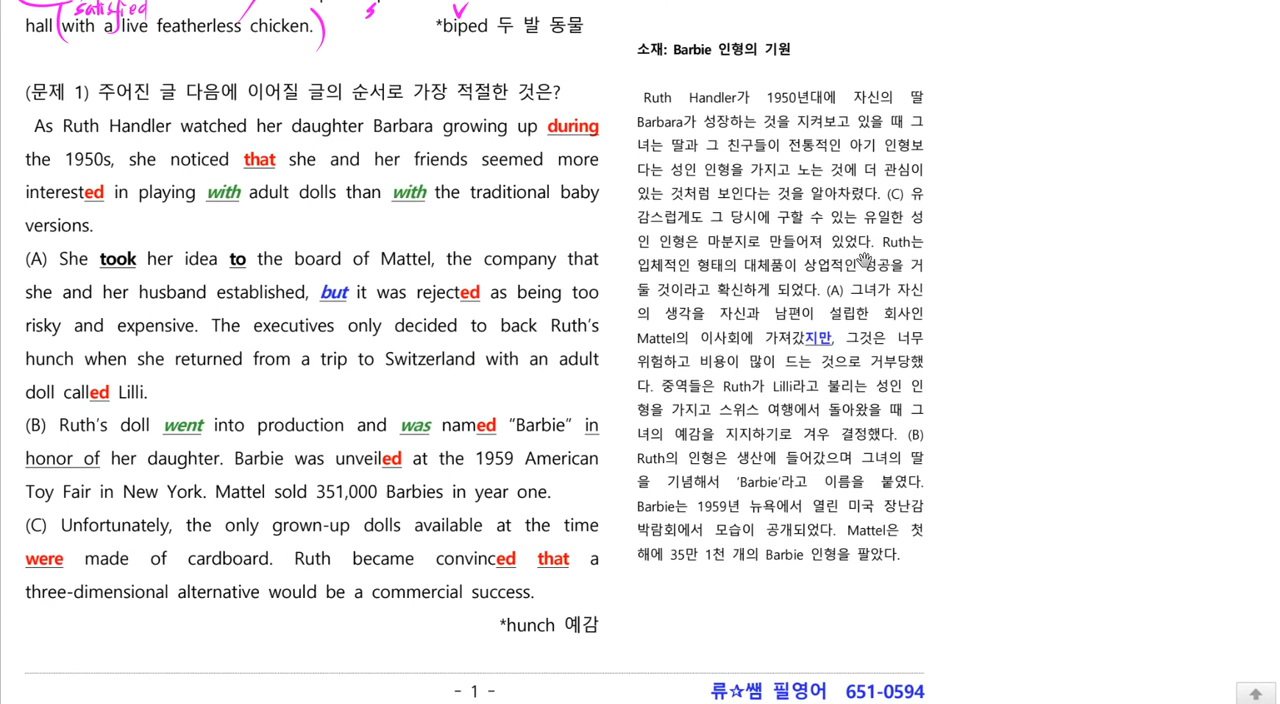 satisfied
s
hall (with a live featherless chicken.)
*biped 두 발 동물
(문제 1) 주어진 글 다음에 이어질 글의 순서로 가장 적절한 것은?
As Ruth Handler watched her daughter Barbara growing up during
the 1950s, she noticed that she and her friends seemed more
interested in playing with adult dolls than with the traditional baby
versions.
(A) She took her idea to the board of Mattel, the company that
she and her husband established, but it was rejected as being too
risky and expensive. The executives only decided to back Ruth's
hunch when she returned from a trip to Switzerland with an adult
doll called Lilli.
(B) Ruth's doll went into production and was named “Barbie” in
honor of her daughter. Barbie was unveiled at the 1959 American
Toy Fair in New York. Mattel sold 351,000 Barbies in year one.
(C) Unfortunately, the only grown-up dolls available at the time
were made of cardboard. Ruth became convinced that a
three-dimensional alternative would be a commercial success.
*hunch 예감
소재: Barbie 인형의 기원
Ruth Handler가 1950년대에 자신의 딸
Barbara가 성장하는 것을 지켜보고 있을 때 그
녀는 딸과 그 친구들이 전통적인 아기 인형보
다는 성인 인형을 가지고 노는 것에 더 관심이
있는 것처럼 보인다는 것을 알아차렸다. (C) 유
감스럽게도 그 당시에 구할 수 있는 유일한 성
인 인형은 마분지로 만들어져 있었다. Ruth는
입체적인 형태의 대체품이 상업적인 성공을 거
둘 것이라고 확신하게 되었다. (A) 그녀가 자신
의 생각을 자신과 남편이 설립한 회사인
Mattel의 이사회에 가져갔지만, 그것은 너무
위험하고 비용이 많이 드는 것으로 거부당했
다. 중역들은 Ruth가 Lilli라고 불리는 성인 인
형을 가지고 스위스 여행에서 돌아왔을 때 그
녀의 예감을 지지하기로 겨우 결정했다. (B)
Ruth의 인형은 생산에 들어갔으며 그녀의 딸
을 기념해서 'Barbie'라고 이름을 붙였다.
Barbie는 1959년 뉴욕에서 열린 미국 장난감
박람회에서 모습이 공개되었다. Mattel은 첫
해에 35만 1천 개의 Barbie 인형을 팔았다.
- 1 -
류☆쌤 필영어 651-0594